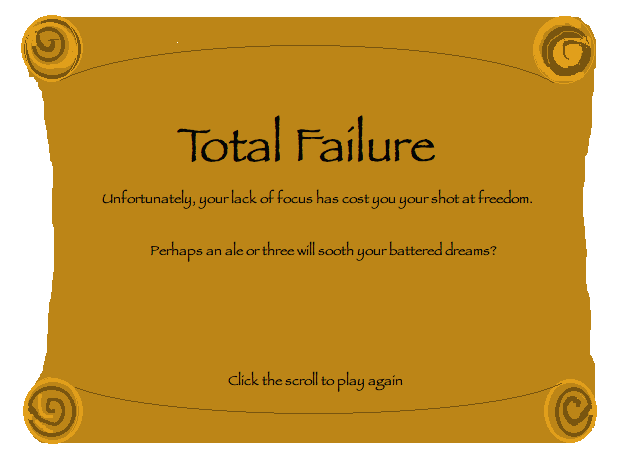 Total Failure
Unfortunately, your lack of focus has cost you your shot at freedom.
Perhaps an ale or three will sooth your battered dreams?
Click the scroll to play again